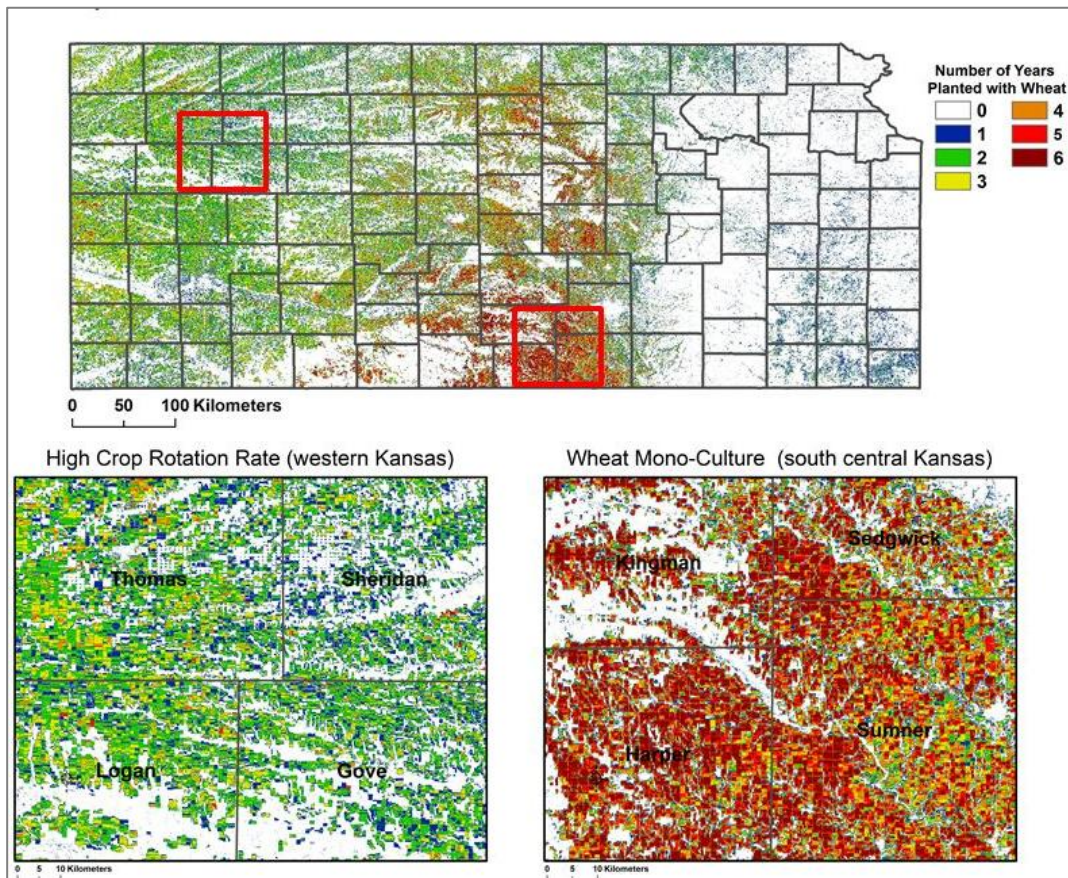 Number of Years
Planted with Wheat
0 4
1 5
2 6
3
0 50 100 Kilometers
High Crop Rotation Rate (western Kansas)
Wheat Mono-Culture (south central Kansas)
Thomas
Sheridan
Logan
Gove
0 5 10 Kilometers
Kingman
Sedgwick
Harper
Sumner
0 5 10 Kilometers